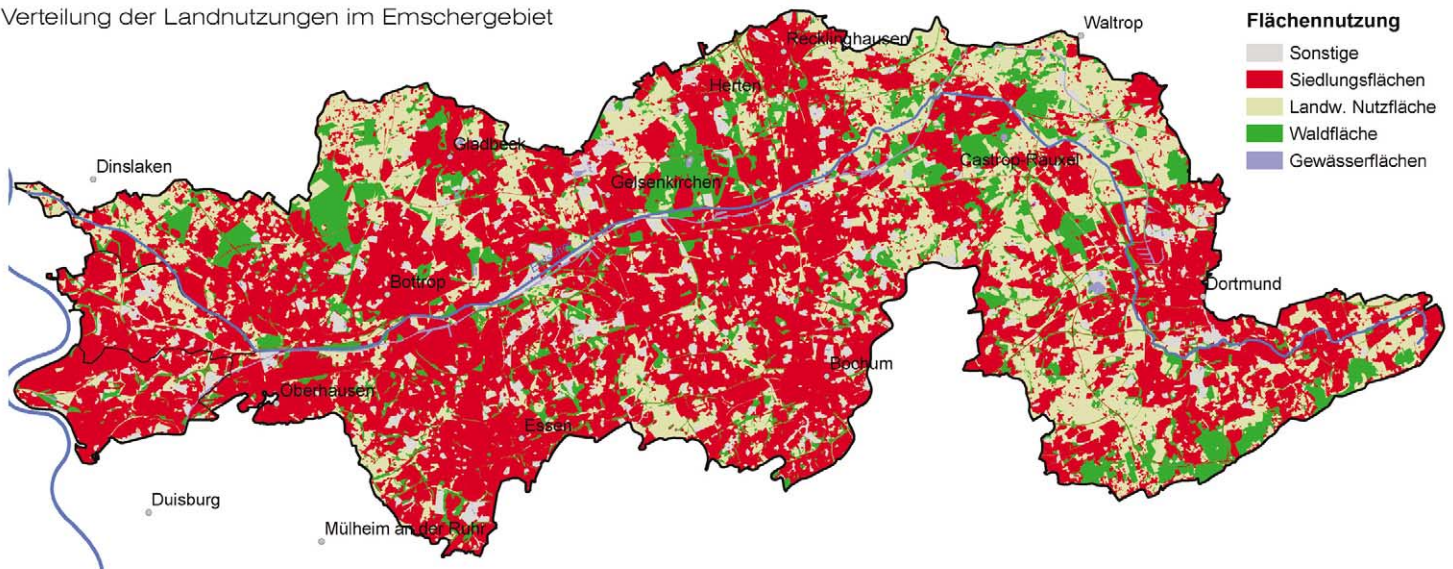 Verteilung der Landnutzungen im Emschergebiet
Flächennutzung
Sonstige
Siedlungsflächen
Landw. Nutzfläche
Waldfläche
Gewässerflächen
Waltrop
Recklinghausen
Herten
Gladbeck
Castrop-Rauxel
Dinslaken
Gelsenkirchen
Bottrop
Dortmund
Bochum
Oberhausen
Essen
Duisburg
Mülheim an der Ruhr